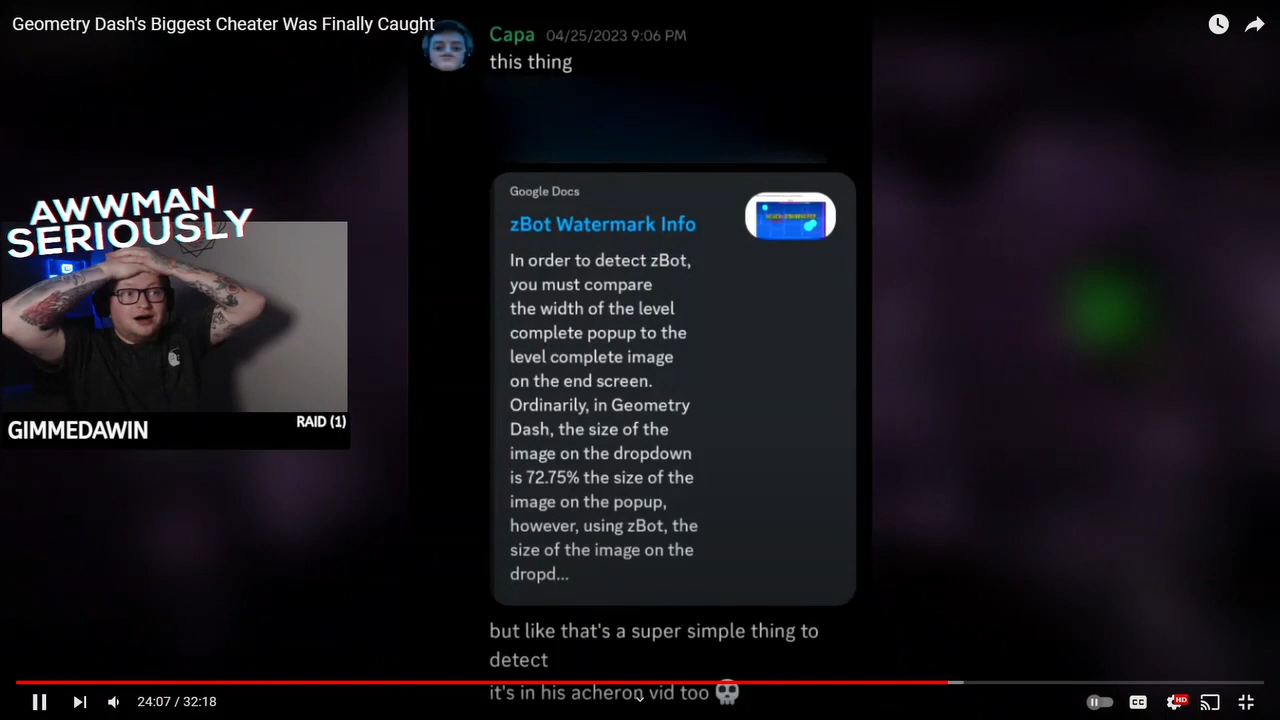 Geometry Dash's Biggest Cheater Was Finally Caught
Capa 04/25/2023 9:06 PM
this thing
Google Docs
zBot Watermark Info
In order to detect zBot,
you must compare
the width of the level
complete popup to the
level complete image
on the end screen.
Ordinarily, in Geometry
Dash, the size of the
image on the dropdown
is 72.75% the size of the
image on the popup,
however, using zBot, the
size of the image on the
dropd...
but like that's a super simple thing to
detect
it's in his acheron vid too 💀
AWWMAN
SERIOUSLY
GIMMEDAWIN
RAID (1)
24:07 / 32:18
CC
HD